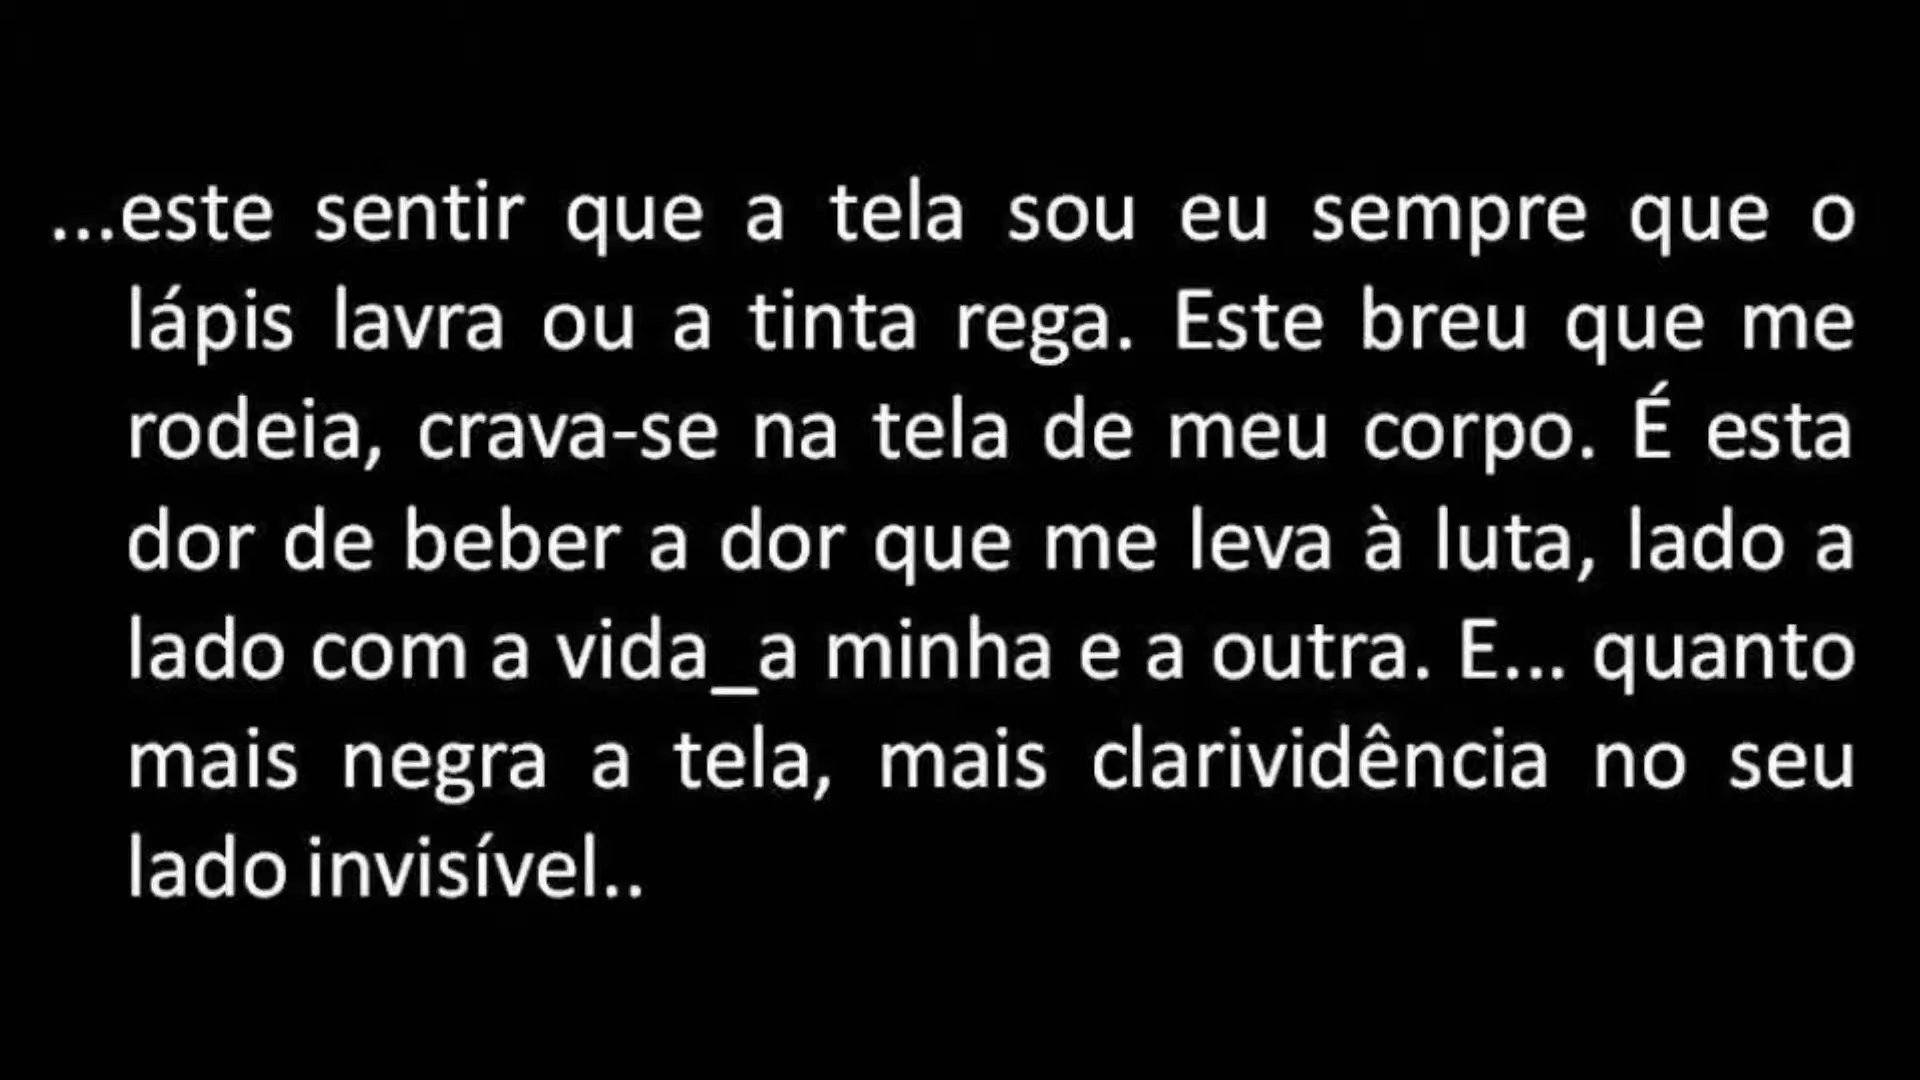 ...este sentir que a tela sou eu sempre que o
lápis lavra ou a tinta rega. Este breu que me
rodeia, crava-se na tela de meu corpo. É esta
dor de beber a dor que me leva à luta, lado a
lado com a vida_a minha e a outra. E... quanto
mais negra a tela, mais clarividência no seu
lado invisível..